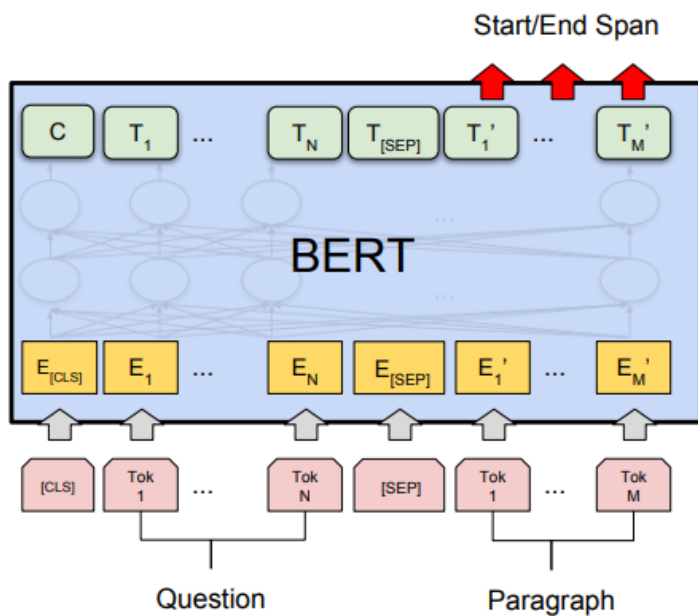 Start/End Span
C T1 ... TN T[SEP] T1' ... TM'
...
BERT
...
E[CLS] E1 ... EN E[SEP] E1' ... EM'
[CLS] Tok 1 ... Tok N [SEP] Tok 1 ... Tok M
Question Paragraph